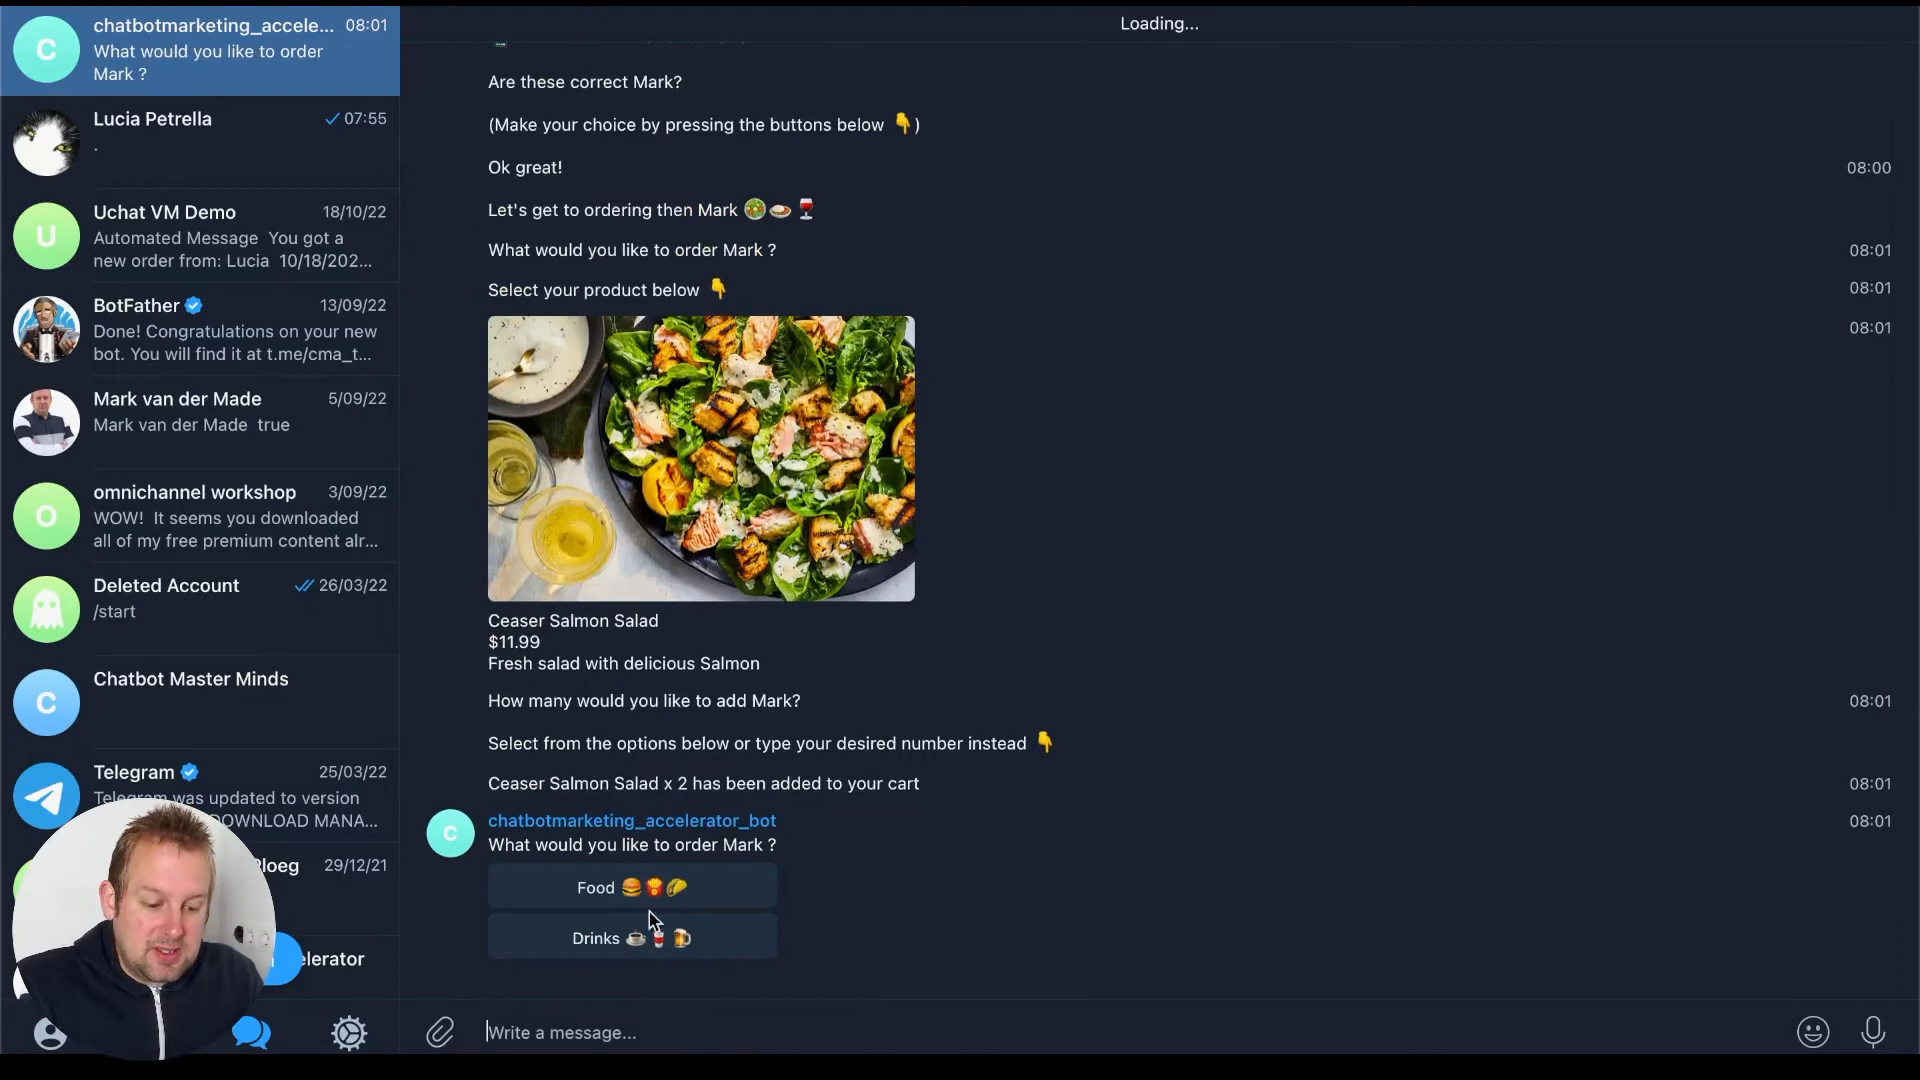 chatbotmarketing_accele... 08:01
What would you like to order
Mark ?
Lucia Petrella 07:55
.
Uchat VM Demo 18/10/22
Automated Message You got a
new order from: Lucia 10/18/202...
BotFather 13/09/22
Done! Congratulations on your new
bot. You will find it at t.me/cma_t...
Mark van der Made 5/09/22
Mark van der Made true
omnichannel workshop 3/09/22
WOW! It seems you downloaded
all of my free premium content alr...
Deleted Account 26/03/22
/start
Chatbot Master Minds
Telegram 25/03/22
Telegram was updated to version
OWNLOAD MANA...
loeg 29/12/21
elerator
C
U
O
C
Loading...
Are these correct Mark?
(Make your choice by pressing the buttons below 👇)
Ok great! 08:00
Let's get to ordering then Mark 🥗🍛🍷
What would you like to order Mark ? 08:01
Select your product below 👇 08:01
08:01
Ceaser Salmon Salad
$11.99
Fresh salad with delicious Salmon
How many would you like to add Mark? 08:01
Select from the options below or type your desired number instead 👇
Ceaser Salmon Salad x 2 has been added to your cart 08:01
C
chatbotmarketing_accelerator_bot 08:01
What would you like to order Mark ?
Food 🍔🍟🌮
Drinks ☕🥤🍺
Write a message...